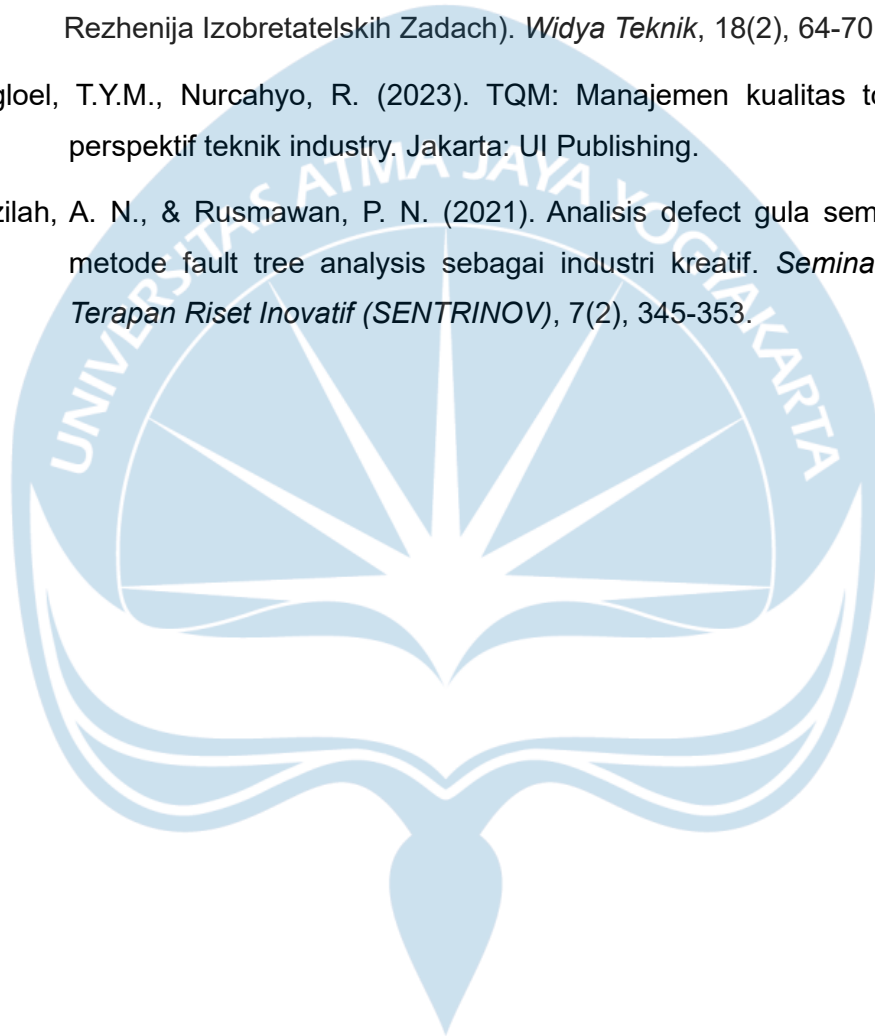 Rezhenija Izobretatelskih Zadach). Widya Teknik, 18(2), 64-70
gloel, T.Y.M., Nurcahyo, R. (2023). TQM: Manajemen kualitas to
perspektif teknik industry. Jakarta: UI Publishing.
zilah, A. N., & Rusmawan, P. N. (2021). Analisis defect gula sem
metode fault tree analysis sebagai industri kreatif. Semina
Terapan Riset Inovatif (SENTRINOV), 7(2), 345-353.
UNIVERSITAS ATMA JAYA YOGYAKARTA